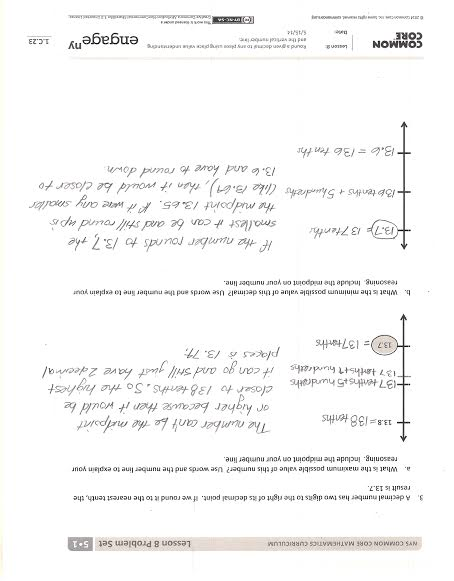 NYS COMMON CORE MATHEMATICS CURRICULUM
Lesson 8 Problem Set 5•1
3. A decimal number has two digits to the right of its decimal point. If we round it to the nearest tenth, the
result is 13.7.
a. What is the maximum possible value of this number? Use words and the number line to explain your
reasoning. Include the midpoint on your number line.
13.8 = 138 tenths
137 tenths + 5 hundredths
137 tenths + 4 hundredths
13.7 = 137 tenths
The number can't be the midpoint
or higher because then it would be
closer to 138 tenths. So the highest
it can go and still just have 2 decimal
places is 13.74.
b. What is the minimum possible value of this decimal? Use words and the number line to explain your
reasoning. Include the midpoint on your number line.
13.7 = 137 tenths
136 tenths + 5 hundredths
13.6 = 136 tenths
If the number rounds to 13.7, the
smallest it can be and still round up is
the midpoint 13.65. If it were any smaller
(like 13.64), then it would be closer to
13.6 and have to round down.
COMMON
CORE
Lesson 8:
Date:
Round a given decimal to any place using place value understanding
and the vertical number line.
5/15/14
engage ny
1.C.23
© 2014 Common Core, Inc.
BY-NC-SA
This work is licensed under a
Creative Commons Attribution-NonCommercial-ShareAlike 3.0 Unported License.